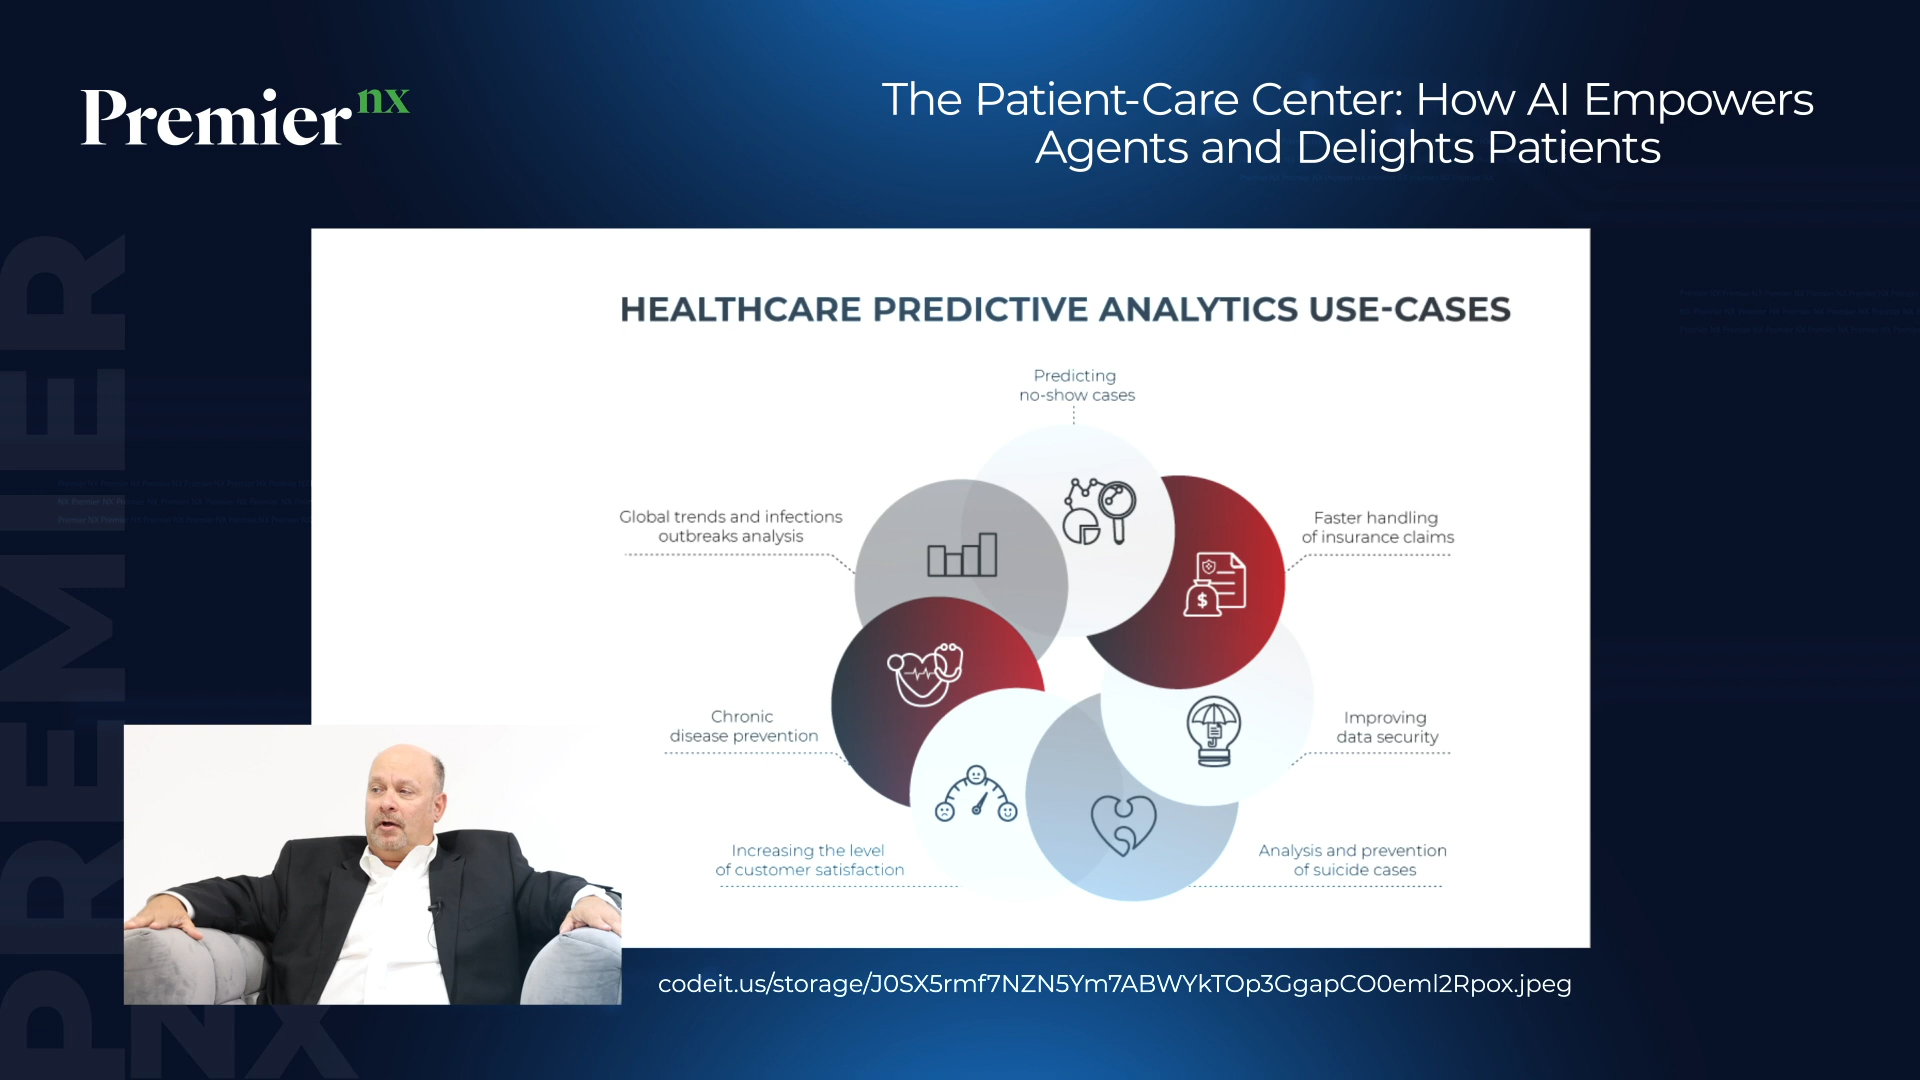 Premier nx
The Patient-Care Center: How AI Empowers
Agents and Delights Patients
HEALTHCARE PREDICTIVE ANALYTICS USE-CASES
Predicting
no-show cases
Global trends and infections
outbreaks analysis
Faster handling
of insurance claims
Chronic
disease prevention
Improving
data security
Increasing the level
of customer satisfaction
Analysis and prevention
of suicide cases
$
codeit.us/storage/J0SX5rmf7NZN5Ym7ABWYkTOp3GgapCO0eml2Rpox.jpeg
PREMIER
NX